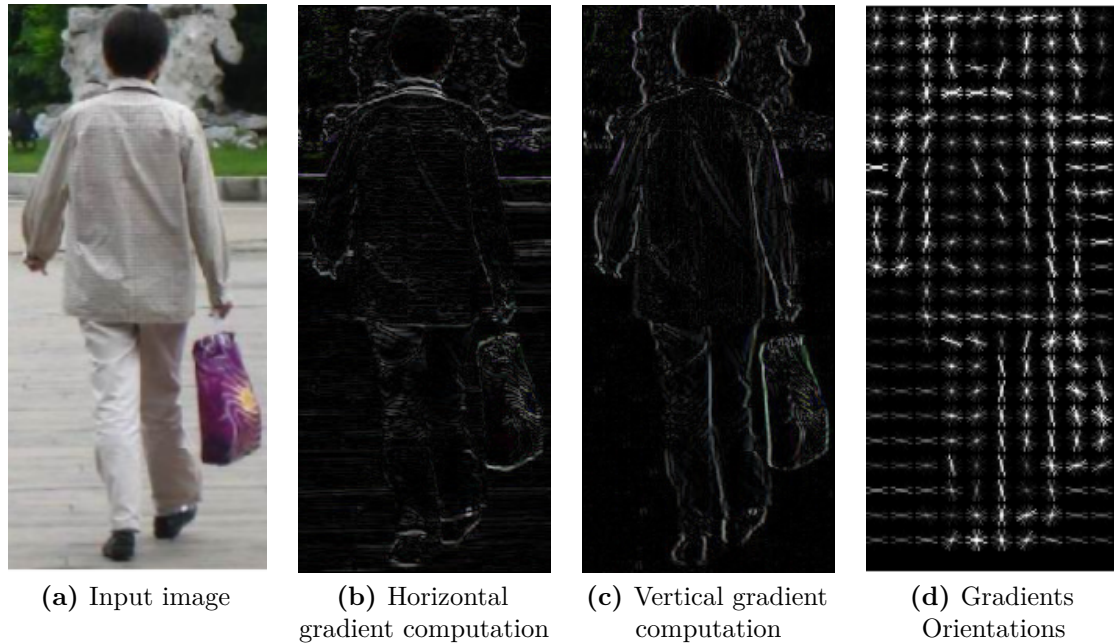 (a) Input image
(b) Horizontal
gradient computation
(c) Vertical gradient
computation
(d) Gradients
Orientations